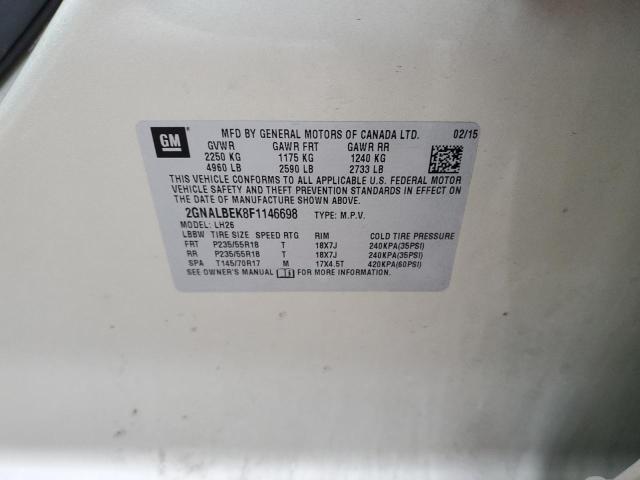 GM
MFD BY GENERAL MOTORS OF CANADA LTD. 02/15
GVWR GAWR FRT GAWR RR
2250 KG 1175 KG 1240 KG
4960 LB 2590 LB 2733 LB
THIS VEHICLE CONFORMS TO ALL APPLICABLE U.S. FEDERAL MOTOR
VEHICLE SAFETY AND THEFT PREVENTION STANDARDS IN EFFECT ON
THE DATE OF MANUFACTURE SHOWN ABOVE.
2GNALBEK8F1146698 TYPE: M.P.V.
MODEL: LH26
LBBW TIRE SIZE SPEED RTG RIM COLD TIRE PRESSURE
FRT P235/55R18 T 18X7J 240KPA(35PSI)
RR P235/55R18 T 18X7J 240KPA(35PSI)
SPA T145/70R17 M 17X4.5T 420KPA(60PSI)
SEE OWNER'S MANUAL FOR MORE INFORMATION.